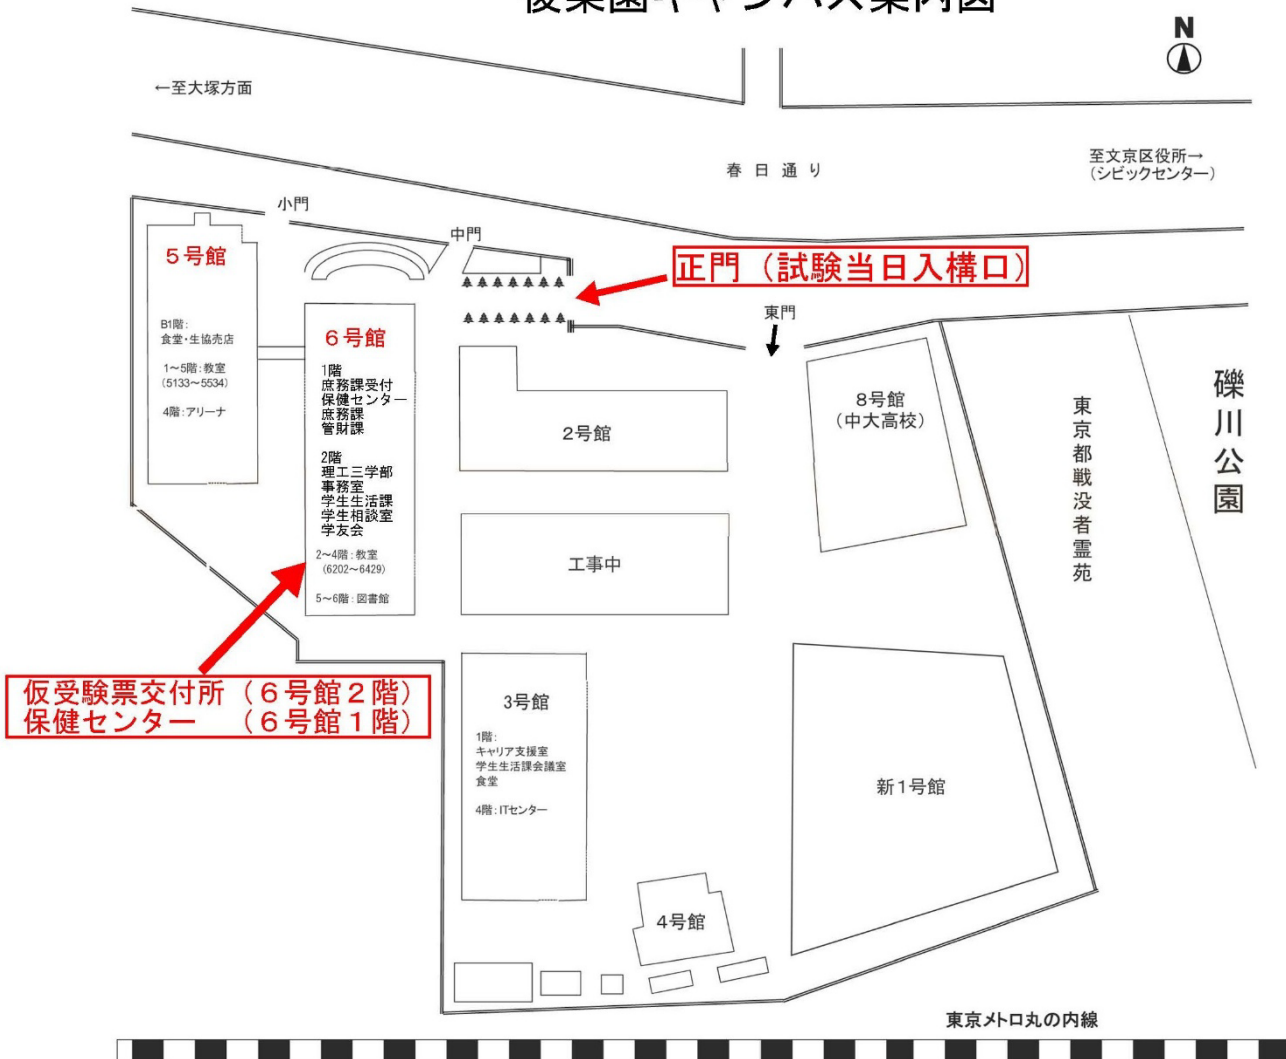 後楽園キャンパス案内図
N
←至大塚方面
春日通り
至文京区役所→
(シビックセンター)
小門
中門
正門（試験当日入構口）
東門
5号館
B1階:
食堂・生協売店
1～5階:教室
(5133～5534)
4階:アリーナ
6号館
1階
庶務課受付
保健センター
庶務課
管財課
2階
理工三学部
事務室
学生生活課
学生相談室
学友会
2～4階:教室
(6202～6429)
5～6階:図書館
2号館
工事中
8号館
(中大高校)
東京都戦没者霊苑
礫川公園
仮受験票交付所（6号館2階）
保健センター　（6号館1階）
3号館
1階:
キャリア支援室
学生生活課会議室
食堂
4階:ITセンター
新1号館
4号館
東京メトロ丸の内線